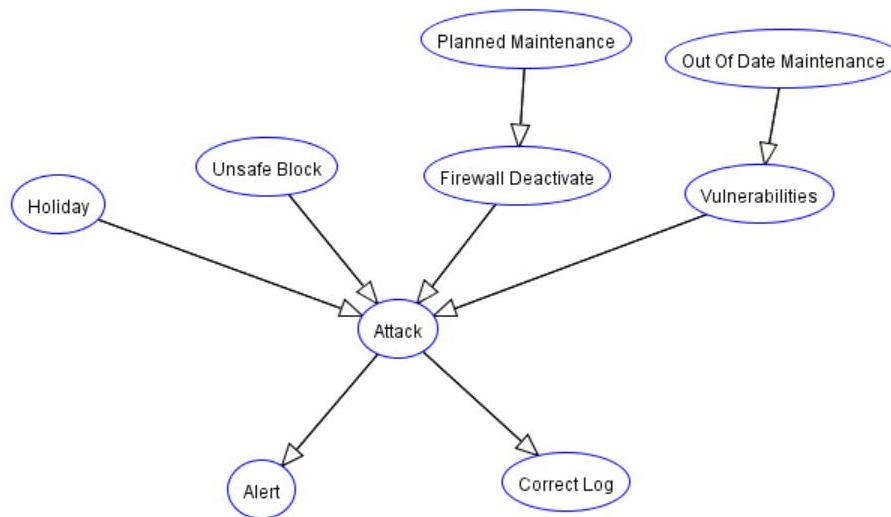 Planned Maintenance
Out Of Date Maintenance
Unsafe Block
Firewall Deactivate
Vulnerabilities
Holiday
Attack
Alert
Correct Log